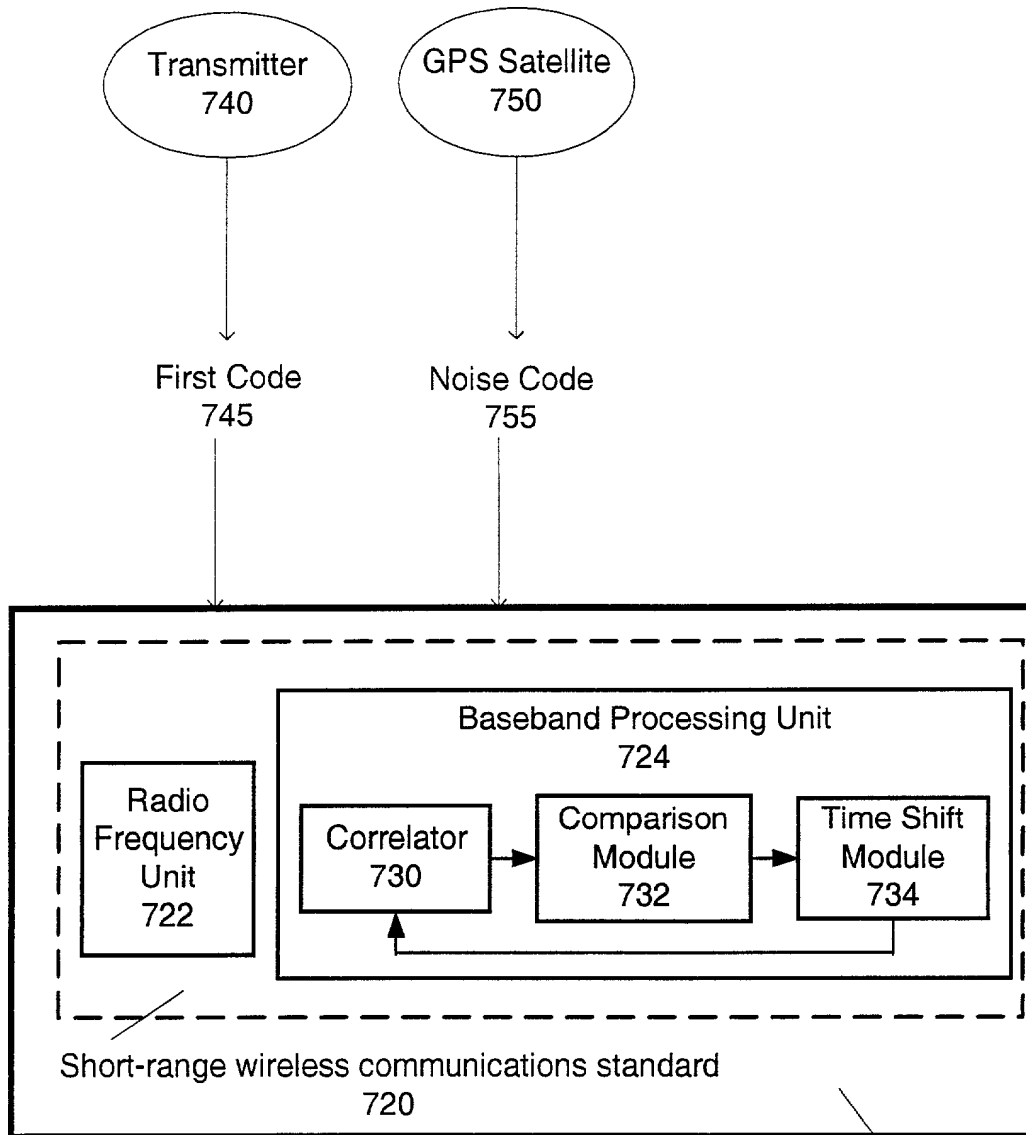 Transmitter
740
GPS Satellite
750
First Code
745
Noise Code
755
Baseband Processing Unit
724
Radio
Frequency
Unit
722
Correlator
730
Comparison
Module
732
Time Shift
Module
734
Short-range wireless communications standard
720